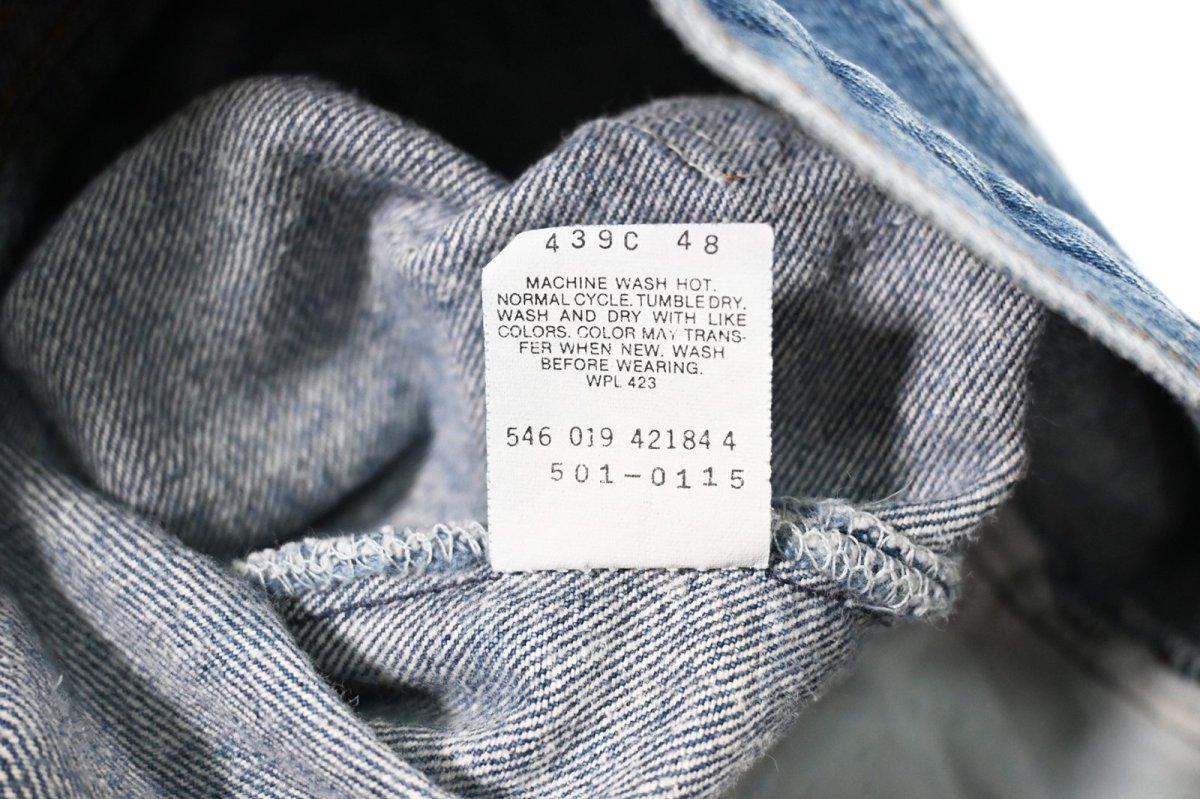 439C 48
MACHINE WASH HOT.
NORMAL CYCLE. TUMBLE DRY.
WASH AND DRY WITH LIKE
COLORS. COLOR MAY TRANS-
FER WHEN NEW. WASH
BEFORE WEARING.
WPL 423
546 019 42184 4
501-0115